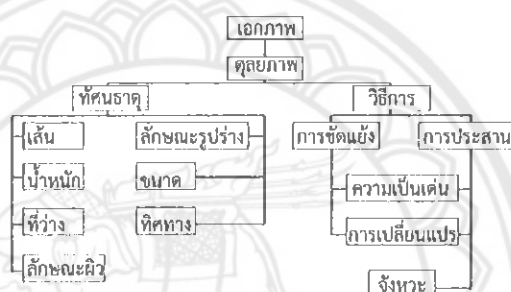 เอกภาพ
ดุลยภาพ
ทัศนธาตุ วิธีการ
เส้น ลักษณะรูปร่าง การขัดแย้ง การประสาน
น้ำหนัก ขนาด ความเป็นเด่น
ที่ว่าง ทิศทาง การเปลี่ยนแปร
ลักษณะผิว จังหวะ